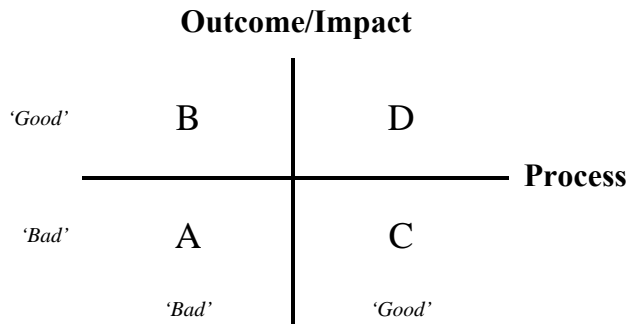 Outcome/Impact
‘Good’
B
D
Process
‘Bad’
A
C
‘Bad’
‘Good’